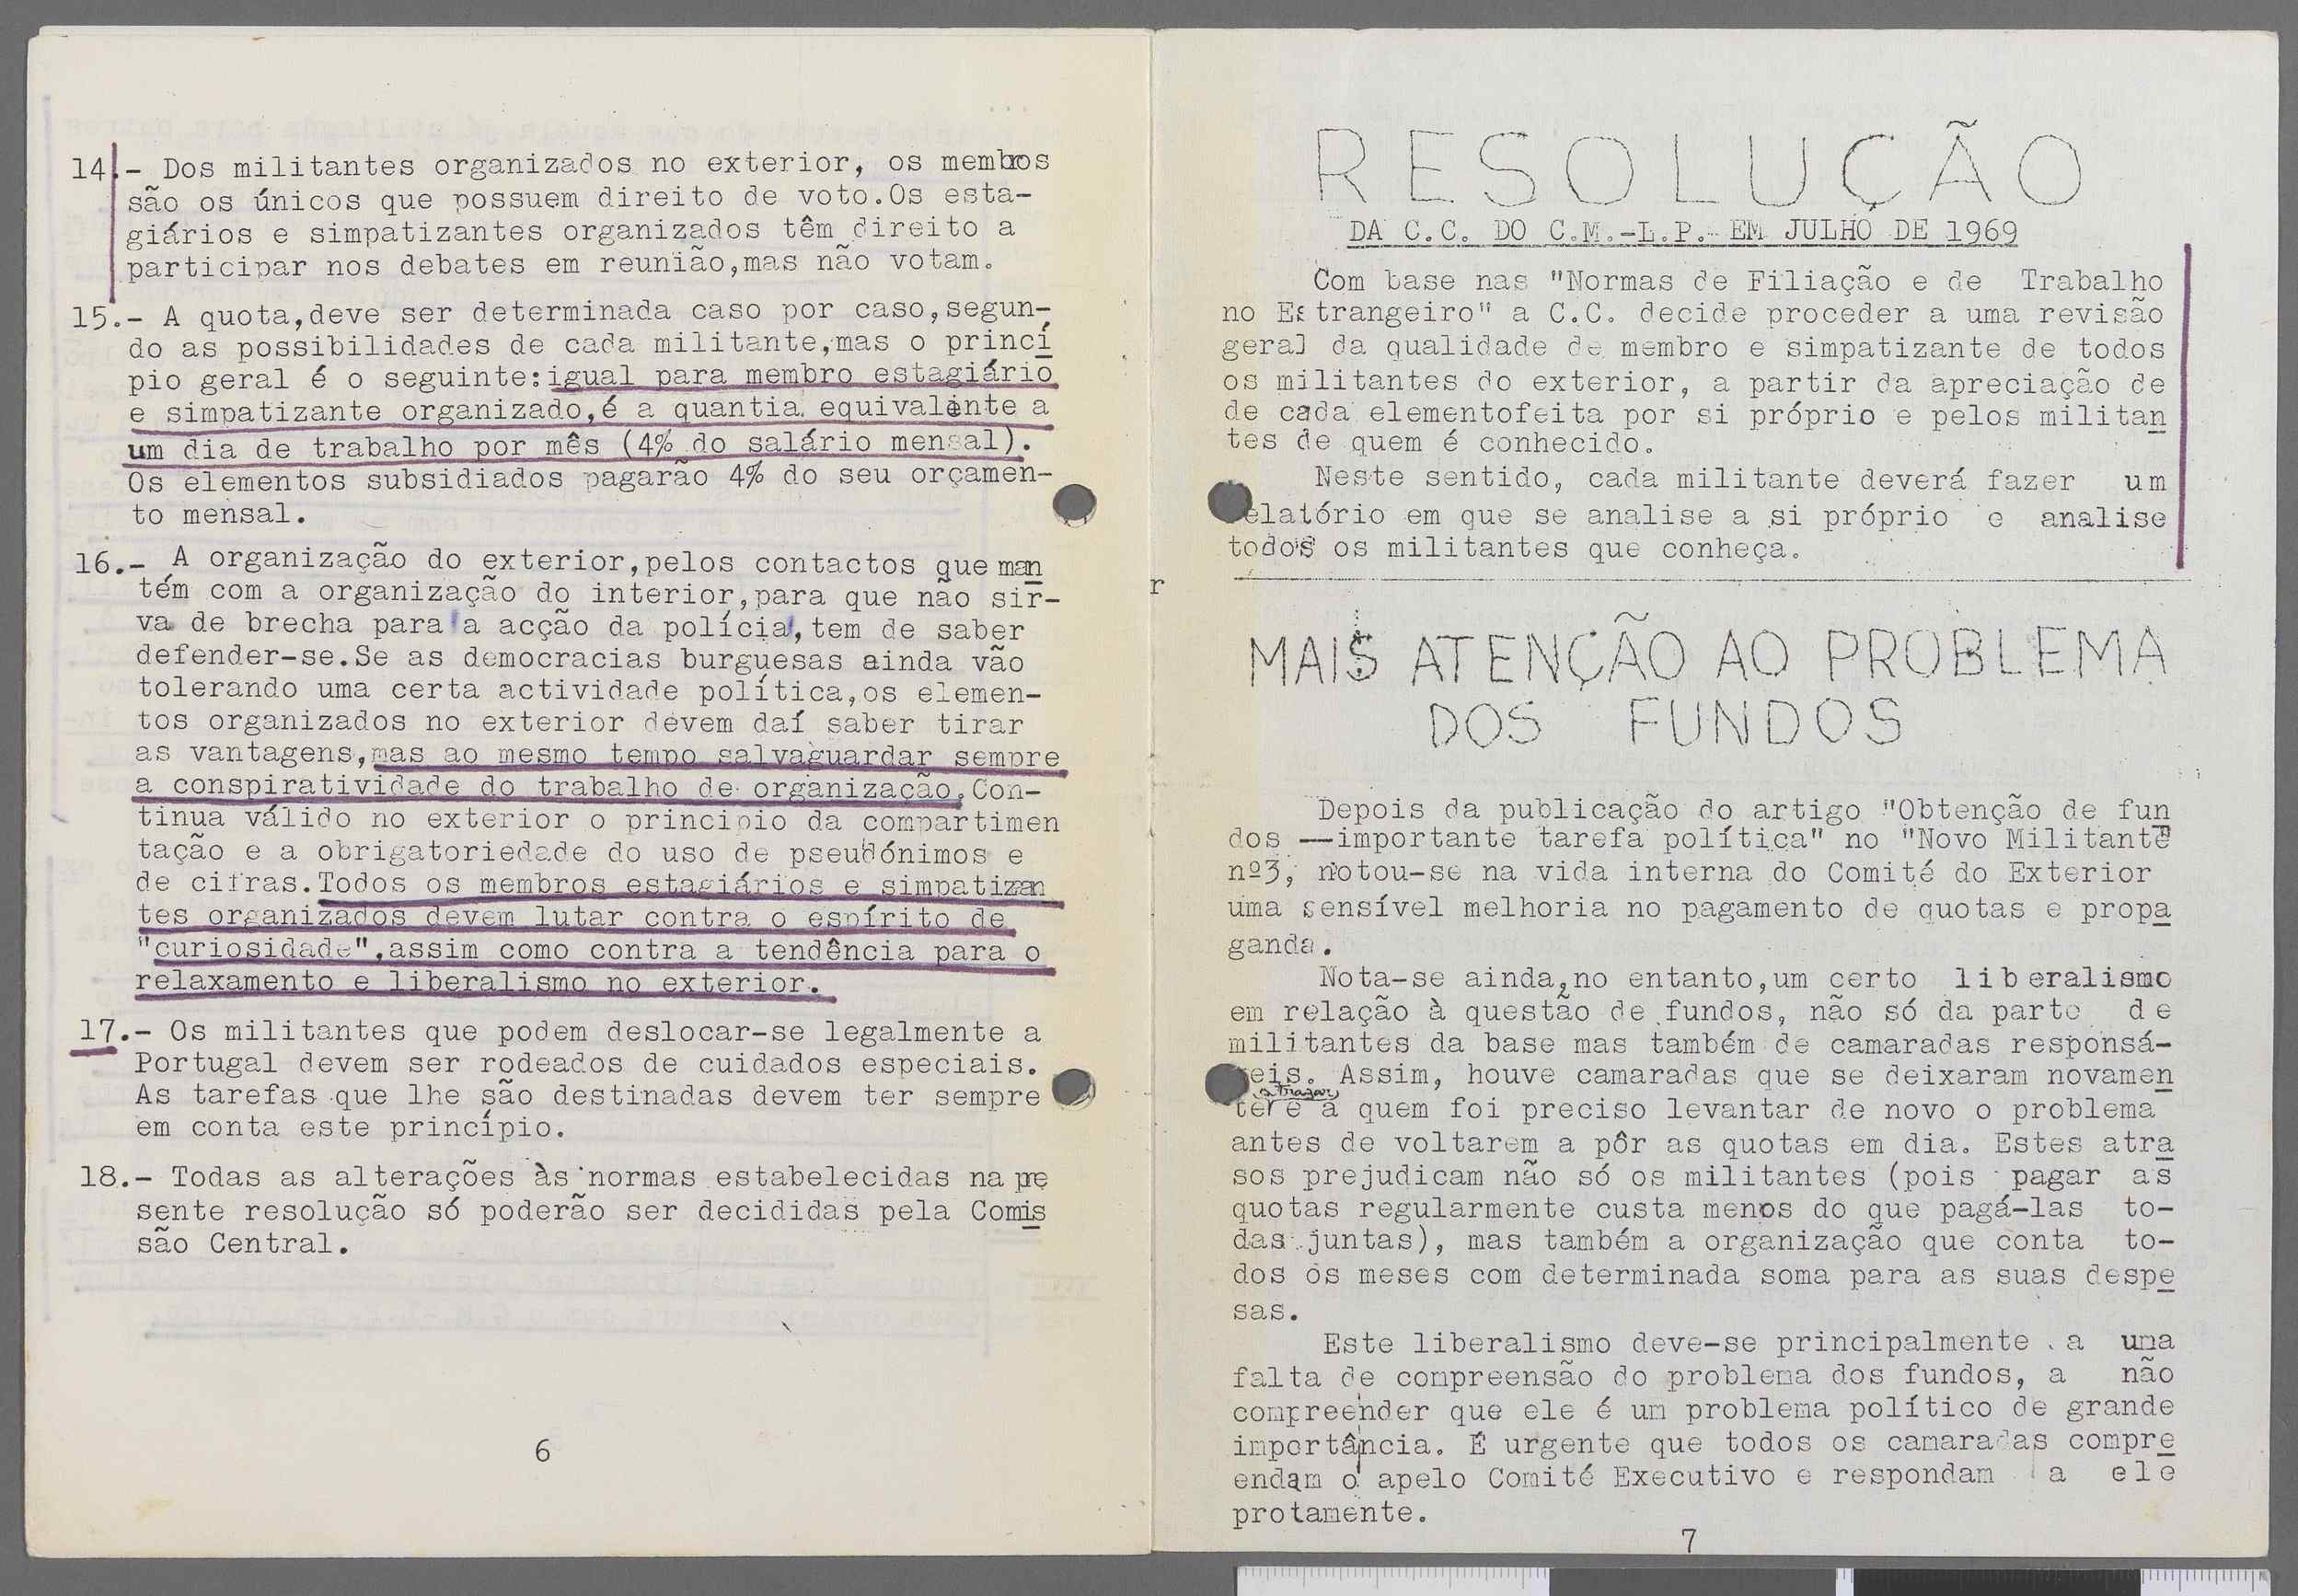 14.- Dos militantes organizados no exterior, os membros
são os únicos que possuem direito de voto.Os esta-
giários e simpatizantes organizados têm direito a
participar nos debates em reunião,mas não votam.
15.- A quota,deve ser determinada caso por caso,segun-
do as possibilidades de cada militante,mas o princí
pio geral é o seguinte:igual para membro estagiário
e simpatizante organizado,é a quantia equivalente a
um dia de trabalho por mês (4% do salário mensal).
Os elementos subsidiados pagarão 4% do seu orçamen-
to mensal.
16.- A organização do exterior,pelos contactos que man
tém com a organização do interior,para que não sir-
va de brecha para a acção da polícia,tem de saber
defender-se.Se as democracias burguesas ainda vão
tolerando uma certa actividade política,os elemen-
tos organizados no exterior devem daí saber tirar
as vantagens,mas ao mesmo tempo salvaguardar sempre
a conspiratividade do trabalho de organização.Con-
tinua válido no exterior o principio da compartimen
tação e a obrigatoriedade do uso de pseudónimos e
de cifras.Todos os membros estagiários e simpatizan
tes organizados devem lutar contra o espírito de
"curiosidade",assim como contra a tendência para o
relaxamento e liberalismo no exterior.
17.- Os militantes que podem deslocar-se legalmente a
Portugal devem ser rodeados de cuidados especiais.
As tarefas que lhe são destinadas devem ter sempre
em conta este princípio.
18.- Todas as alterações às normas estabelecidas na pre
sente resolução só poderão ser decididas pela Comis
são Central.
6
RESOLUÇÃO
DA C.C. DO C.M.-L.P. EM JULHO DE 1969
Com base nas "Normas de Filiação e de Trabalho
no Estrangeiro" a C.C. decide proceder a uma revisão
geral da qualidade de membro e simpatizante de todos
os militantes do exterior, a partir da apreciação de
de cada elementofeita por si próprio e pelos militan
tes de quem é conhecido.
Neste sentido, cada militante deverá fazer um
relatório em que se analise a si próprio e analise
todos os militantes que conheça.
r
MAIS ATENÇÃO AO PROBLEMA
DOS FUNDOS
Depois da publicação do artigo "Obtenção de fun
dos —importante tarefa política" no "Novo Militante"
nº3, notou-se na vida interna do Comité do Exterior
uma sensível melhoria no pagamento de quotas e propa
ganda.
Nota-se ainda,no entanto,um certo liberalismo
em relação à questão de fundos, não só da parte de
militantes da base mas também de camaradas responsá-
veis. Assim, houve camaradas que se deixaram novamen
te atrazar e a quem foi preciso levantar de novo o problema
antes de voltarem a pôr as quotas em dia. Estes atra
sos prejudicam não só os militantes (pois pagar as
quotas regularmente custa menos do que pagá-las to-
das juntas), mas também a organização que conta to-
dos os meses com determinada soma para as suas despe
sas.
Este liberalismo deve-se principalmente a uma
falta de compreensão do problema dos fundos, a não
compreender que ele é um problema político de grande
importância. É urgente que todos os camaradas compre
endam o apelo Comité Executivo e respondam a ele
protamente.
7